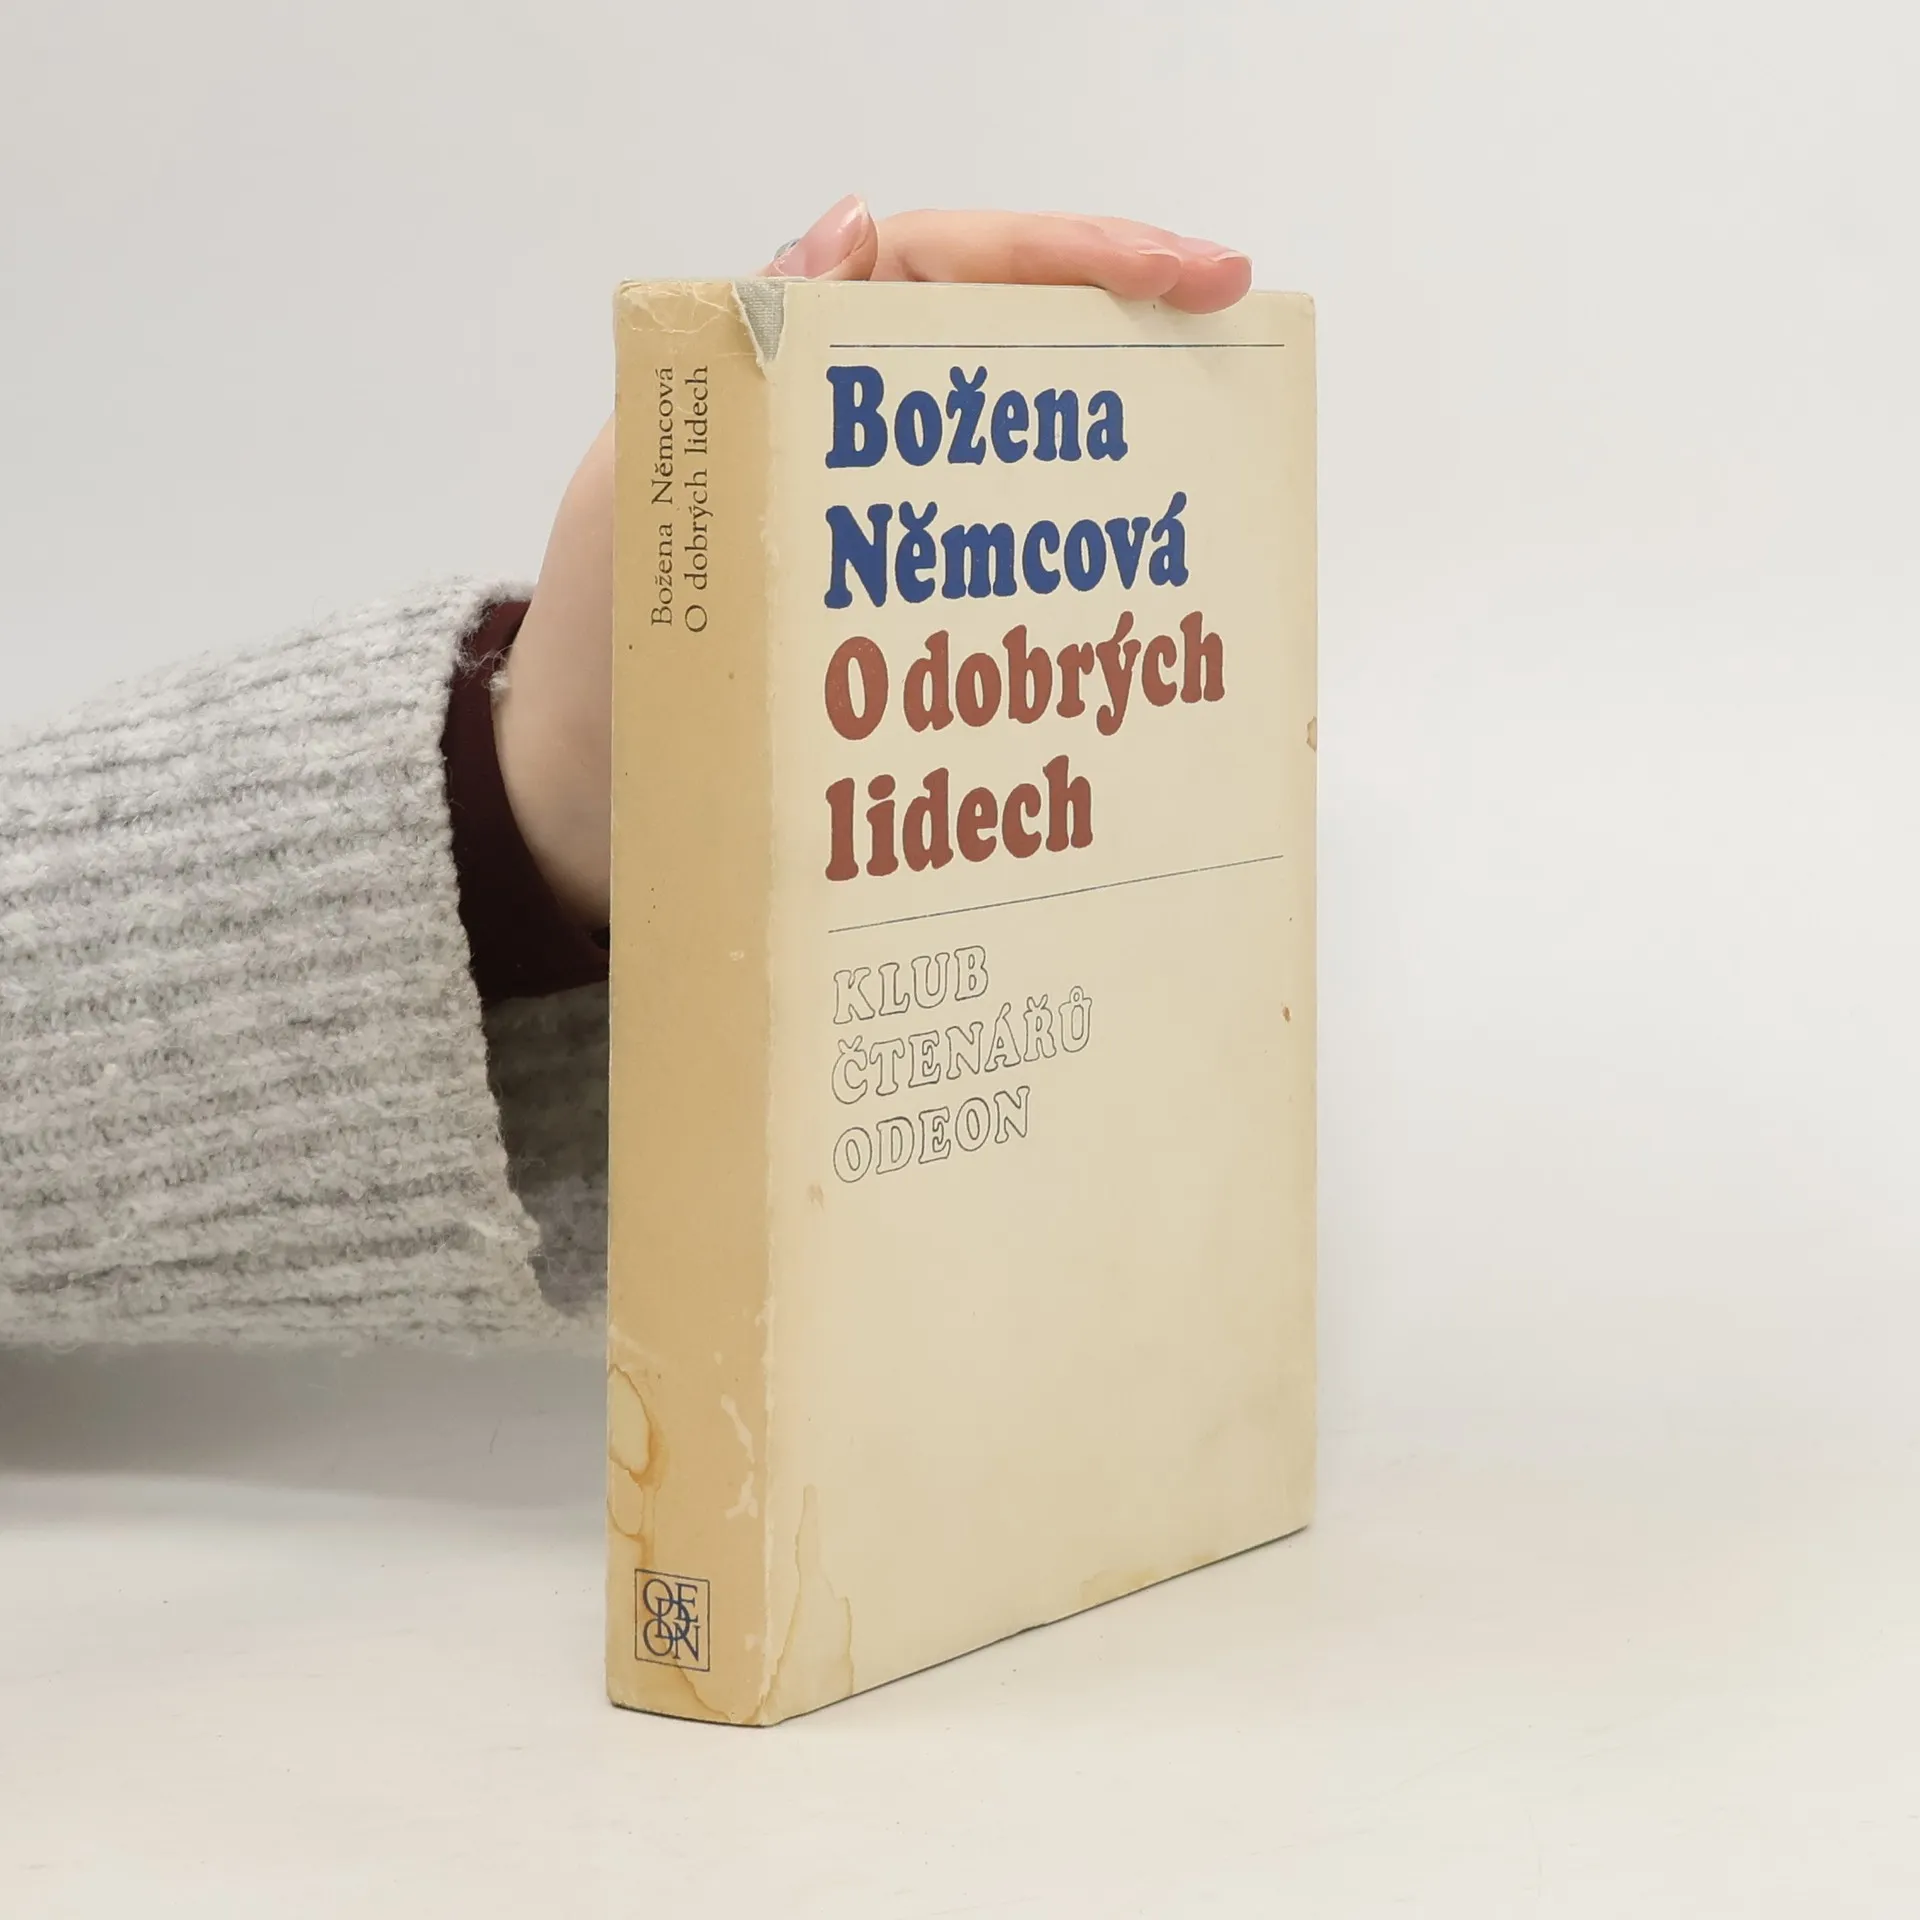 Božena Němcová
O dobrých lidech
Božena
Němcová
O dobrých
lidech
KLUB
ČTENÁŘŮ
ODEON
ODEON